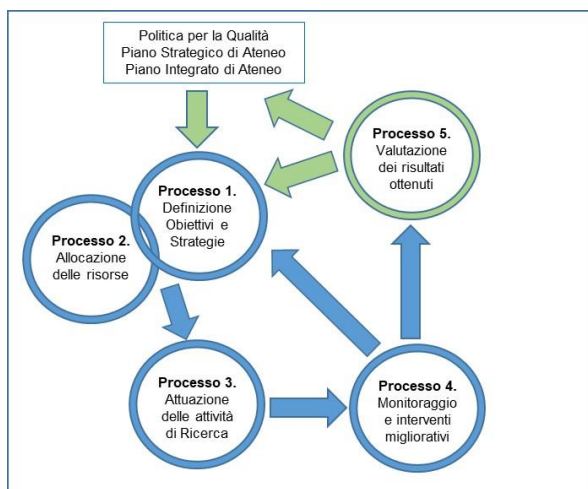 Politica per la Qualità
Piano Strategico di Ateneo
Piano Integrato di Ateneo
Processo 5.
Valutazione
dei risultati
ottenuti
Processo 1.
Definizione
Obiettivi e
Strategie
Processo 2.
Allocazione
delle risorse
Processo 3.
Attuazione
delle attività
di Ricerca
Processo 4.
Monitoraggio
e interventi
migliorativi